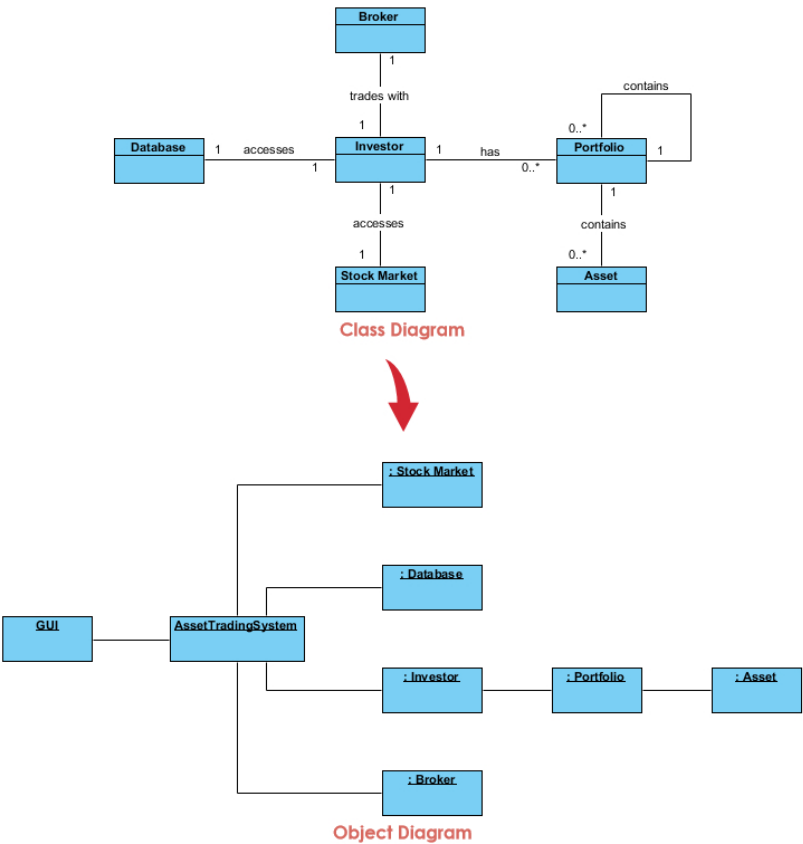 Broker
1
trades with
1
contains
0..*
Database
1
accesses
1
Investor
1
has
0..*
Portfolio
1
1
accesses
1
1
contains
0..*
Stock Market
Asset
Class Diagram
: Stock Market
: Database
GUI
AssetTradingSystem
: Investor
: Portfolio
: Asset
: Broker
Object Diagram